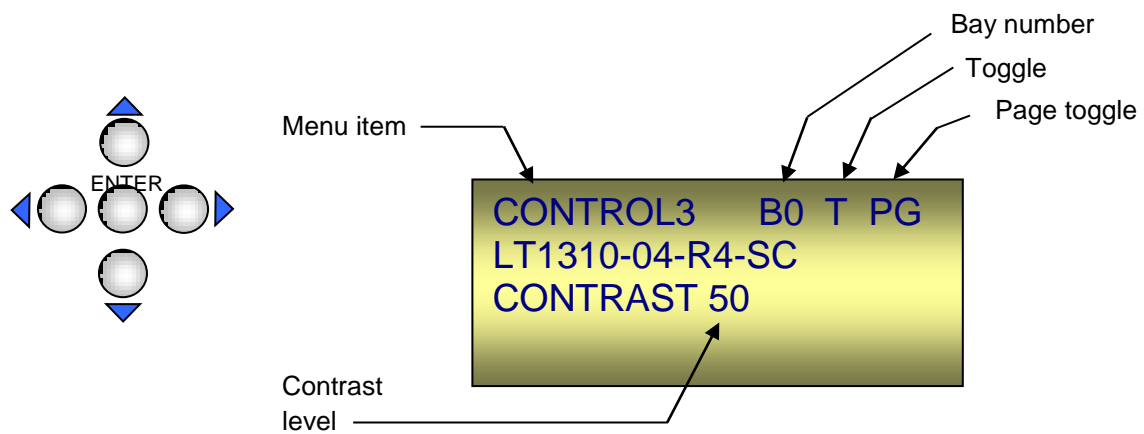 Bay number
Toggle
Page toggle
Menu item
ENTER
CONTROL3 B0 T PG
LT1310-04-R4-SC
CONTRAST 50
Contrast
level